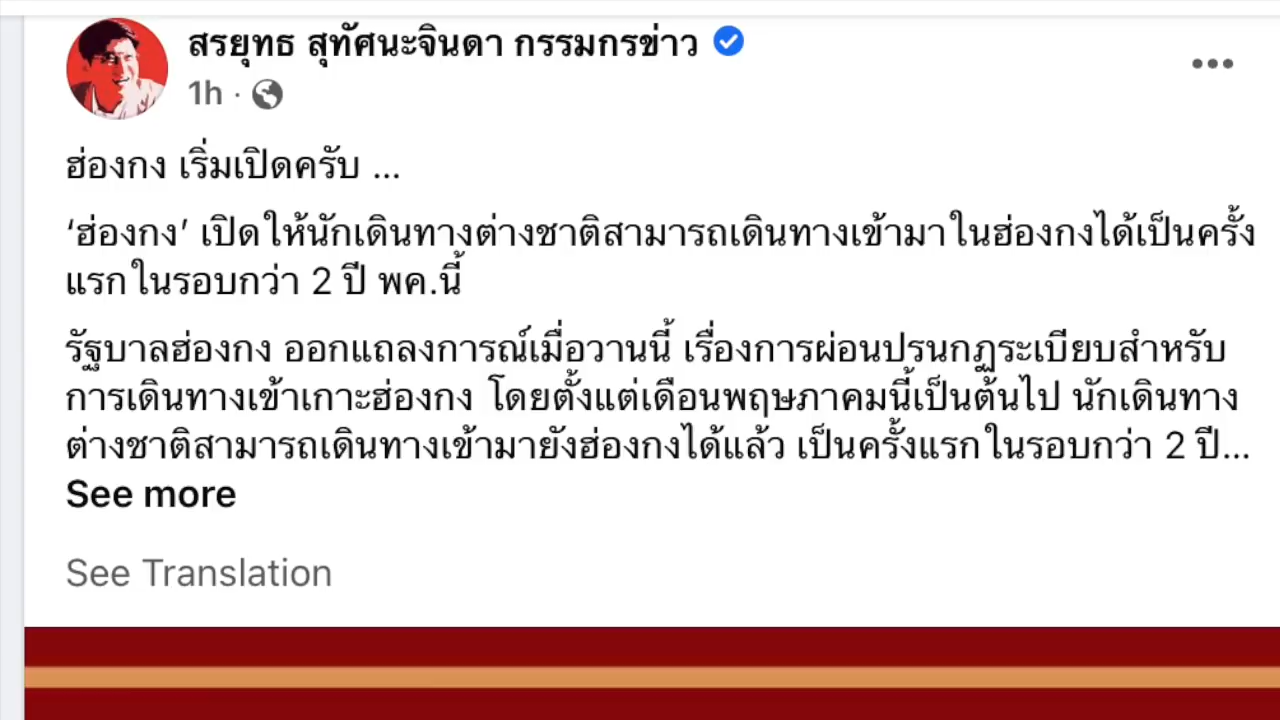 สรยุทธ สุทัศนะจินดา กรรมกรข่าว
1h ·
ฮ่องกง เริ่มเปิดครับ ...
‘ฮ่องกง’ เปิดให้นักเดินทางต่างชาติสามารถเดินทางเข้ามาในฮ่องกงได้เป็นครั้ง
แรกในรอบกว่า 2 ปี พค.นี้
รัฐบาลฮ่องกง ออกแถลงการณ์เมื่อวานนี้ เรื่องการผ่อนปรนกฏระเบียบสำหรับ
การเดินทางเข้าเกาะฮ่องกง โดยตั้งแต่เดือนพฤษภาคมนี้เป็นต้นไป นักเดินทาง
ต่างชาติสามารถเดินทางเข้ามายังฮ่องกงได้แล้ว เป็นครั้งแรกในรอบกว่า 2 ปี...
See more
See Translation